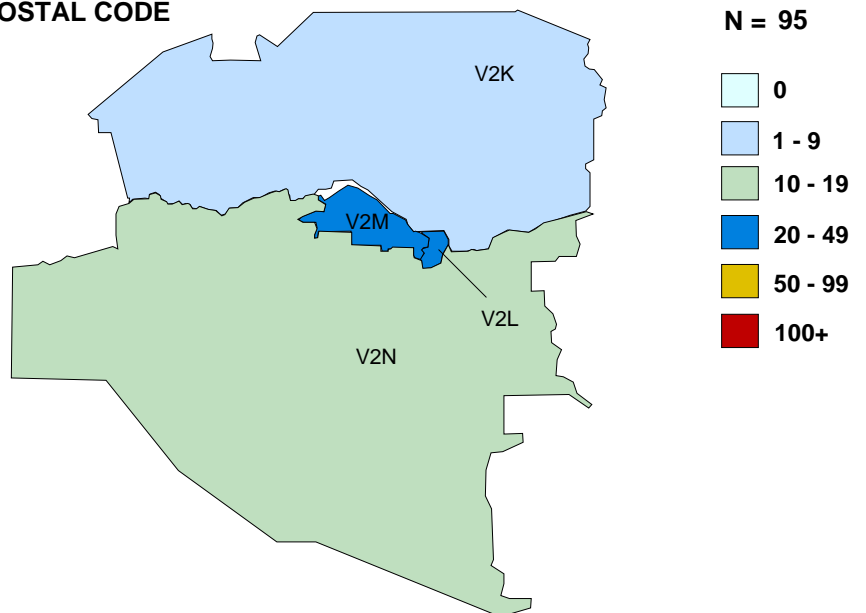 OSTAL CODE
N = 95
V2K
0
1 - 9
10 - 19
V2M
20 - 49
50 - 99
V2L
100+
V2N